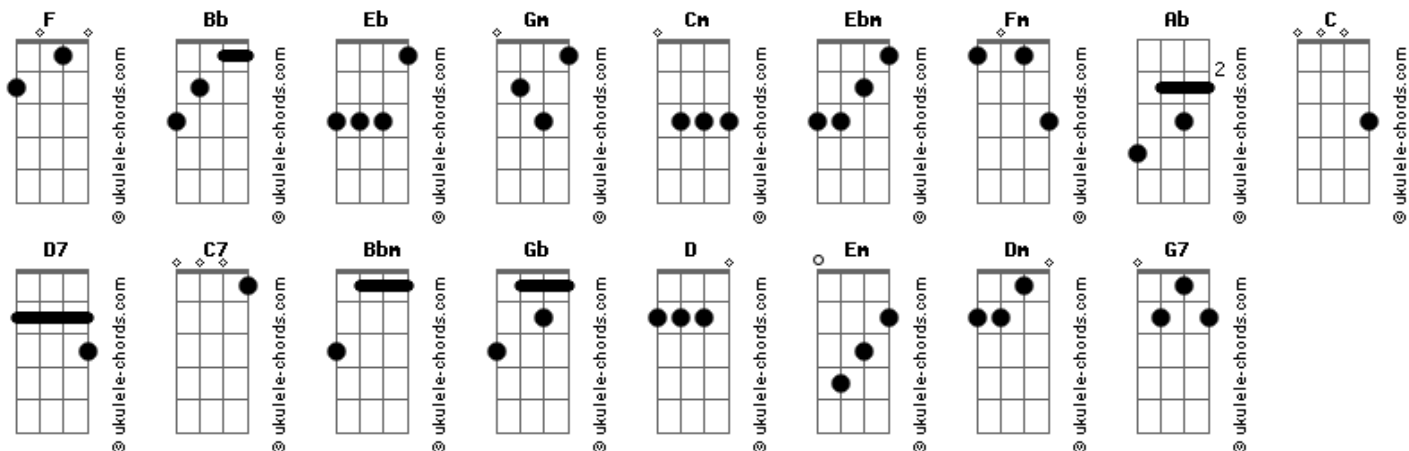 F Bb Eb Gm Cm Ebm Fm Ab C
2
© ukulele-chords.com © ukulele-chords.com © ukulele-chords.com © ukulele-chords.com © ukulele-chords.com © ukulele-chords.com © ukulele-chords.com © ukulele-chords.com © ukulele-chords.com
D7 C7 Bbm Gb D Em Dm G7
© ukulele-chords.com © ukulele-chords.com © ukulele-chords.com © ukulele-chords.com © ukulele-chords.com © ukulele-chords.com © ukulele-chords.com © ukulele-chords.com